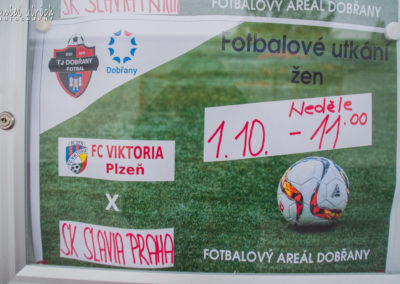 SK SLAVIA PRAHA
FOTBALOVÝ AREÁL DOBŘANY
TJ DOBŘANY
FOTBAL
Dobřany
Fotbalové utkání
žen
Neděle
1.10. - 11.00
FC VIKTORIA
Plzeň
X
SK SLAVIA PRAHA
FOTBALOVÝ AREÁL DOBŘANY